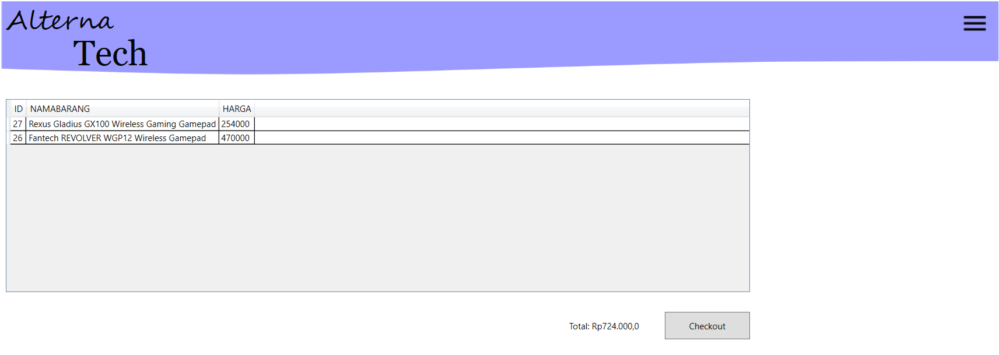 Alterna
Tech
ID NAMABARANG HARGA
27 Rexus Gladius GX100 Wireless Gaming Gamepad 254000
26 Fantech REVOLVER WGP12 Wireless Gamepad 470000
Total: Rp724.000,0
Checkout